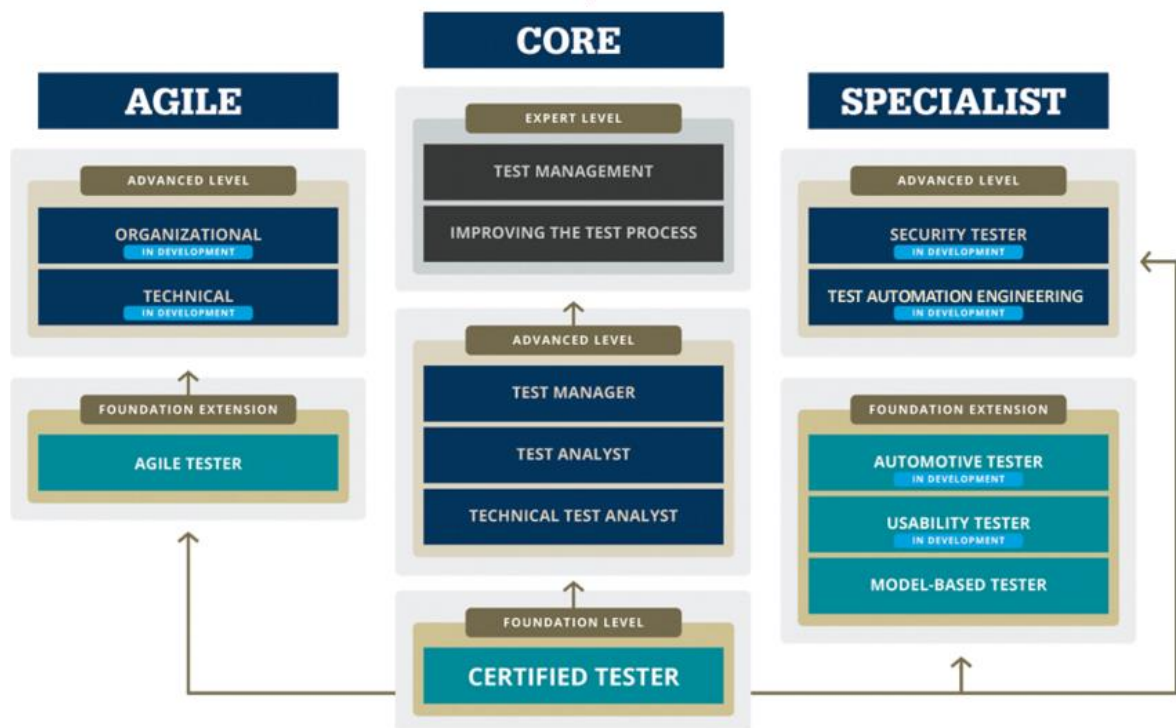 AGILE
ADVANCED LEVEL
ORGANIZATIONAL
IN DEVELOPMENT
TECHNICAL
IN DEVELOPMENT
FOUNDATION EXTENSION
AGILE TESTER
CORE
EXPERT LEVEL
TEST MANAGEMENT
IMPROVING THE TEST PROCESS
ADVANCED LEVEL
TEST MANAGER
TEST ANALYST
TECHNICAL TEST ANALYST
FOUNDATION LEVEL
CERTIFIED TESTER
SPECIALIST
ADVANCED LEVEL
SECURITY TESTER
IN DEVELOPMENT
TEST AUTOMATION ENGINEERING
IN DEVELOPMENT
FOUNDATION EXTENSION
AUTOMOTIVE TESTER
IN DEVELOPMENT
USABILITY TESTER
IN DEVELOPMENT
MODEL-BASED TESTER